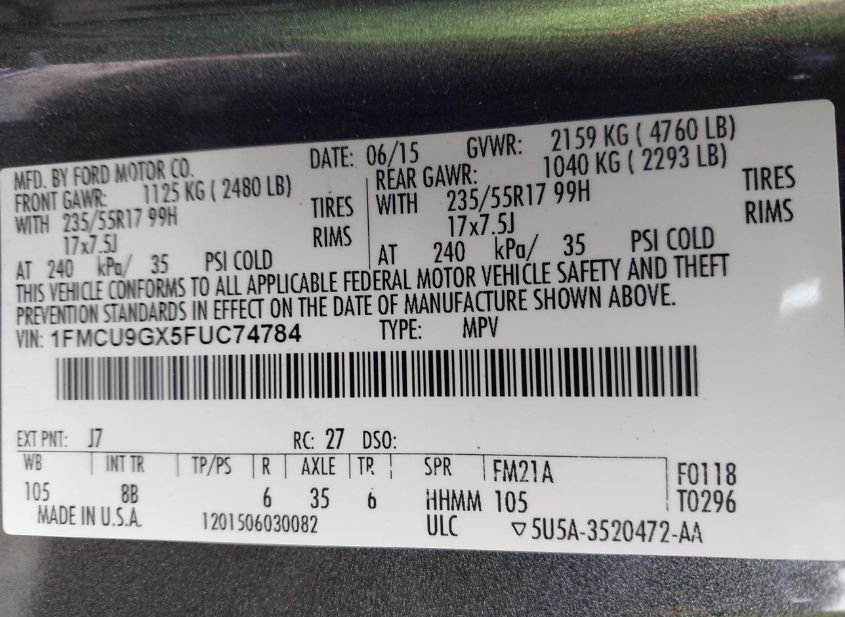 MFD. BY FORD MOTOR CO. DATE: 06/15 GVWR: 2159 KG ( 4760 LB)
FRONT GAWR: 1125 KG ( 2480 LB) REAR GAWR: 1040 KG ( 2293 LB)
WITH 235/55R17 99H TIRES WITH 235/55R17 99H TIRES
17x7.5J RIMS 17x7.5J RIMS
AT 240 kPa/ 35 PSI COLD AT 240 kPa/ 35 PSI COLD
THIS VEHICLE CONFORMS TO ALL APPLICABLE FEDERAL MOTOR VEHICLE SAFETY AND THEFT
PREVENTION STANDARDS IN EFFECT ON THE DATE OF MANUFACTURE SHOWN ABOVE.
VIN: 1FMCU9GX5FUC74784 TYPE: MPV
EXT PNT: J7 RC: 27 DSO:
WB INT TR TP/PS R AXLE TR SPR FM21A F0118
105 8B 6 35 6 HHMM 105 T0296
MADE IN U.S.A. 1201506030082 ULC ▽5U5A-3520472-AA